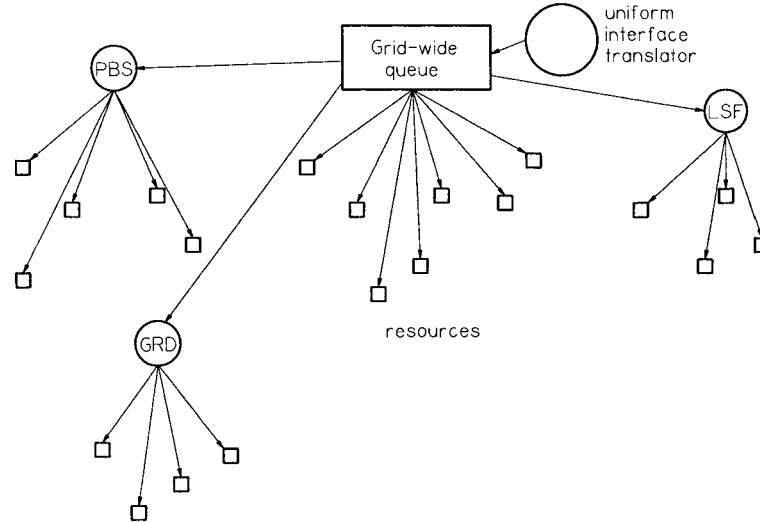 uniform
interface
translator
Grid-wide
queue
PBS
LSF
resources
GRD